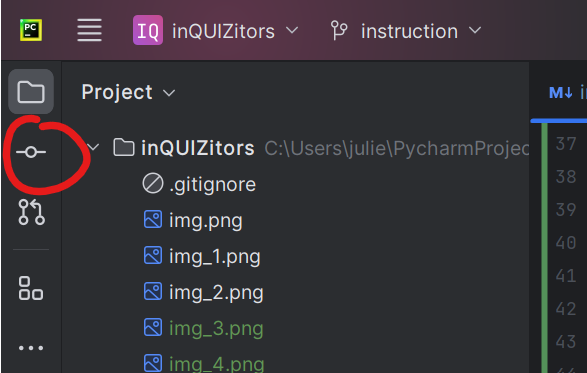 PC
IQ inQUIZitors instruction
Project
M↓
inQUIZitors C:\Users\julie\PycharmProjec
.gitignore
img.png
img_1.png
img_2.png
img_3.png
img_4.png
37
38
39
40
41
42
43